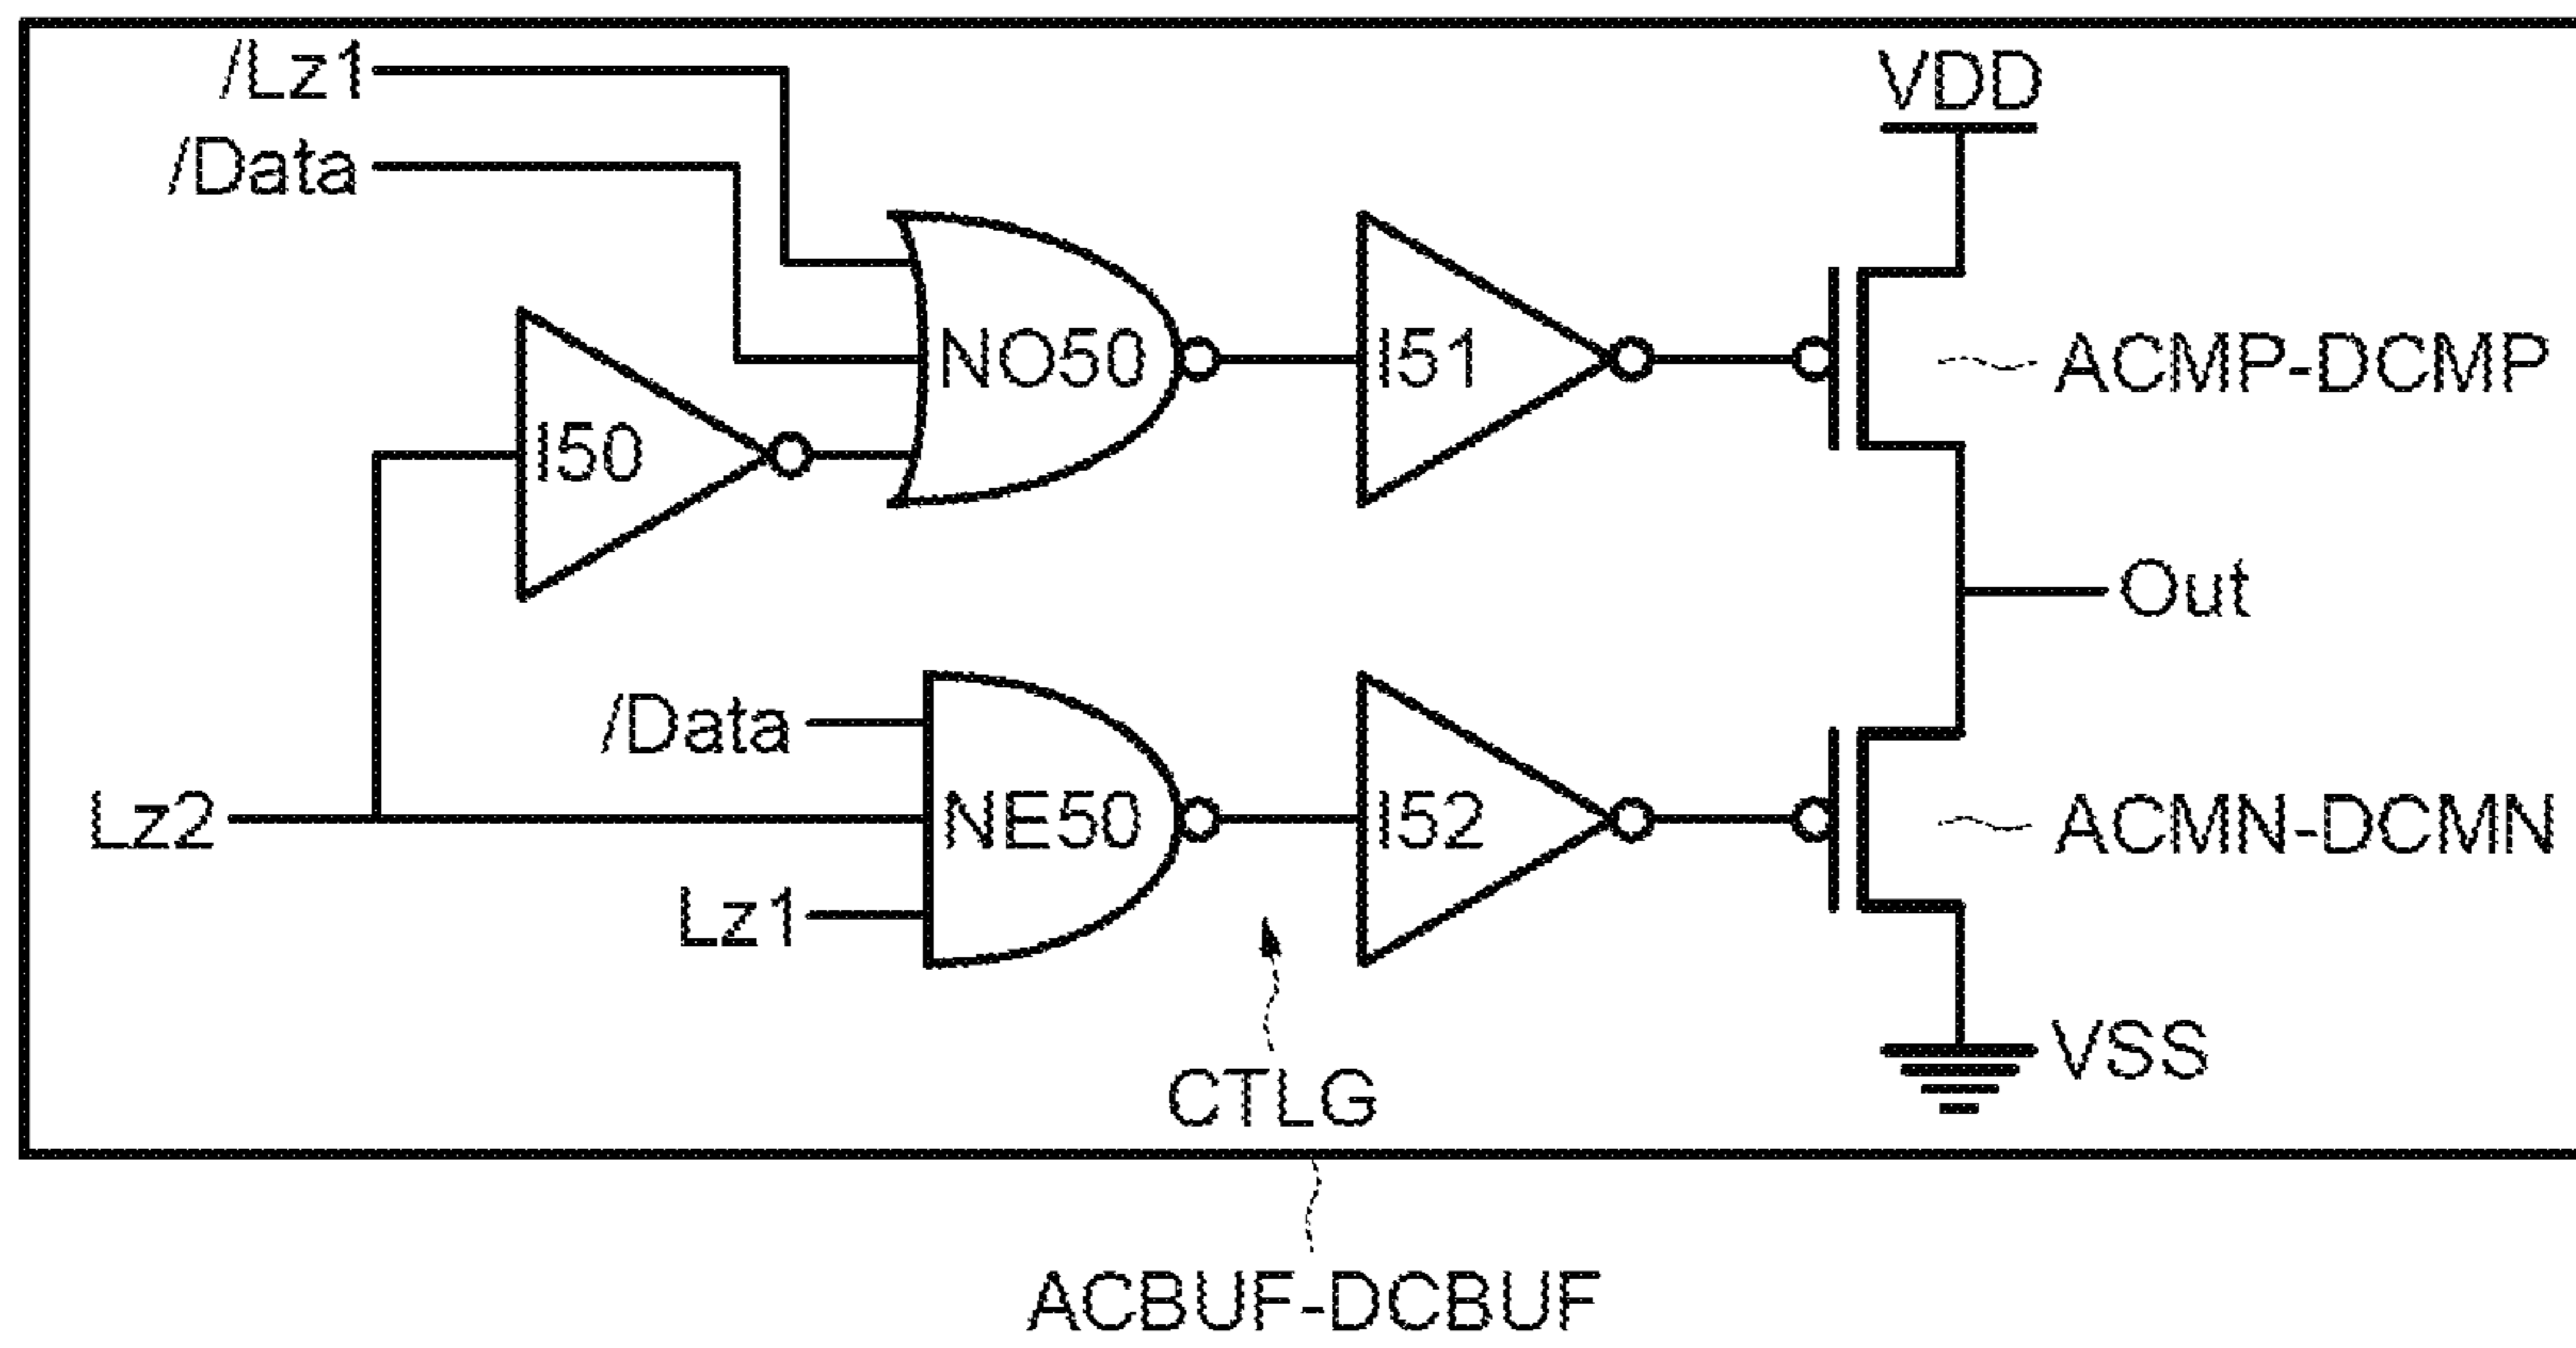 /Lz1
VDD
/Data
NO50
I51
ACMP-DCMP
I50
Out
/Data
Lz2
NE50
I52
ACMN-DCMN
Lz1
VSS
CTLG
ACBUF-DCBUF